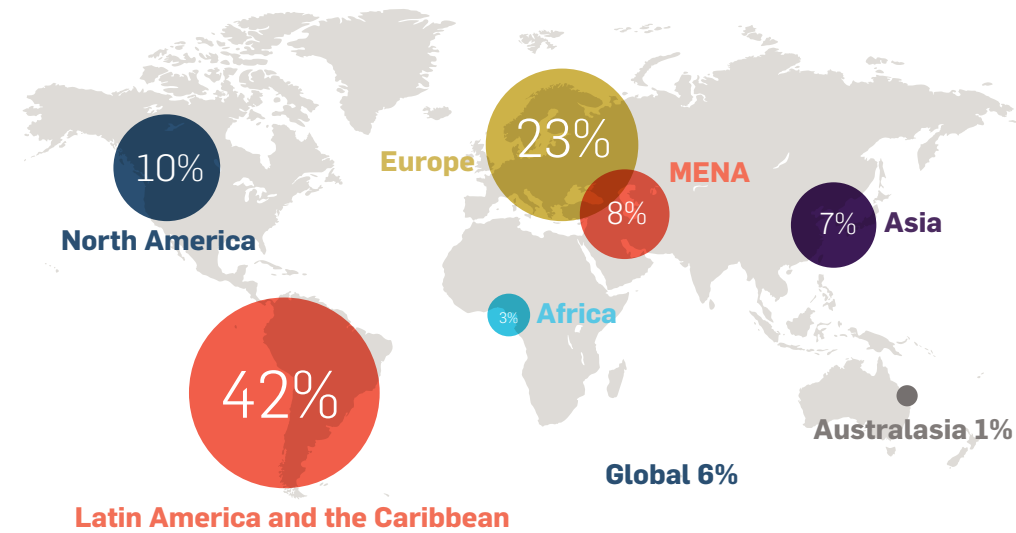 10%
North America
Europe
23%
MENA
8%
7%
Asia
3%
Africa
42%
Latin America and the Caribbean
Australasia 1%
Global 6%